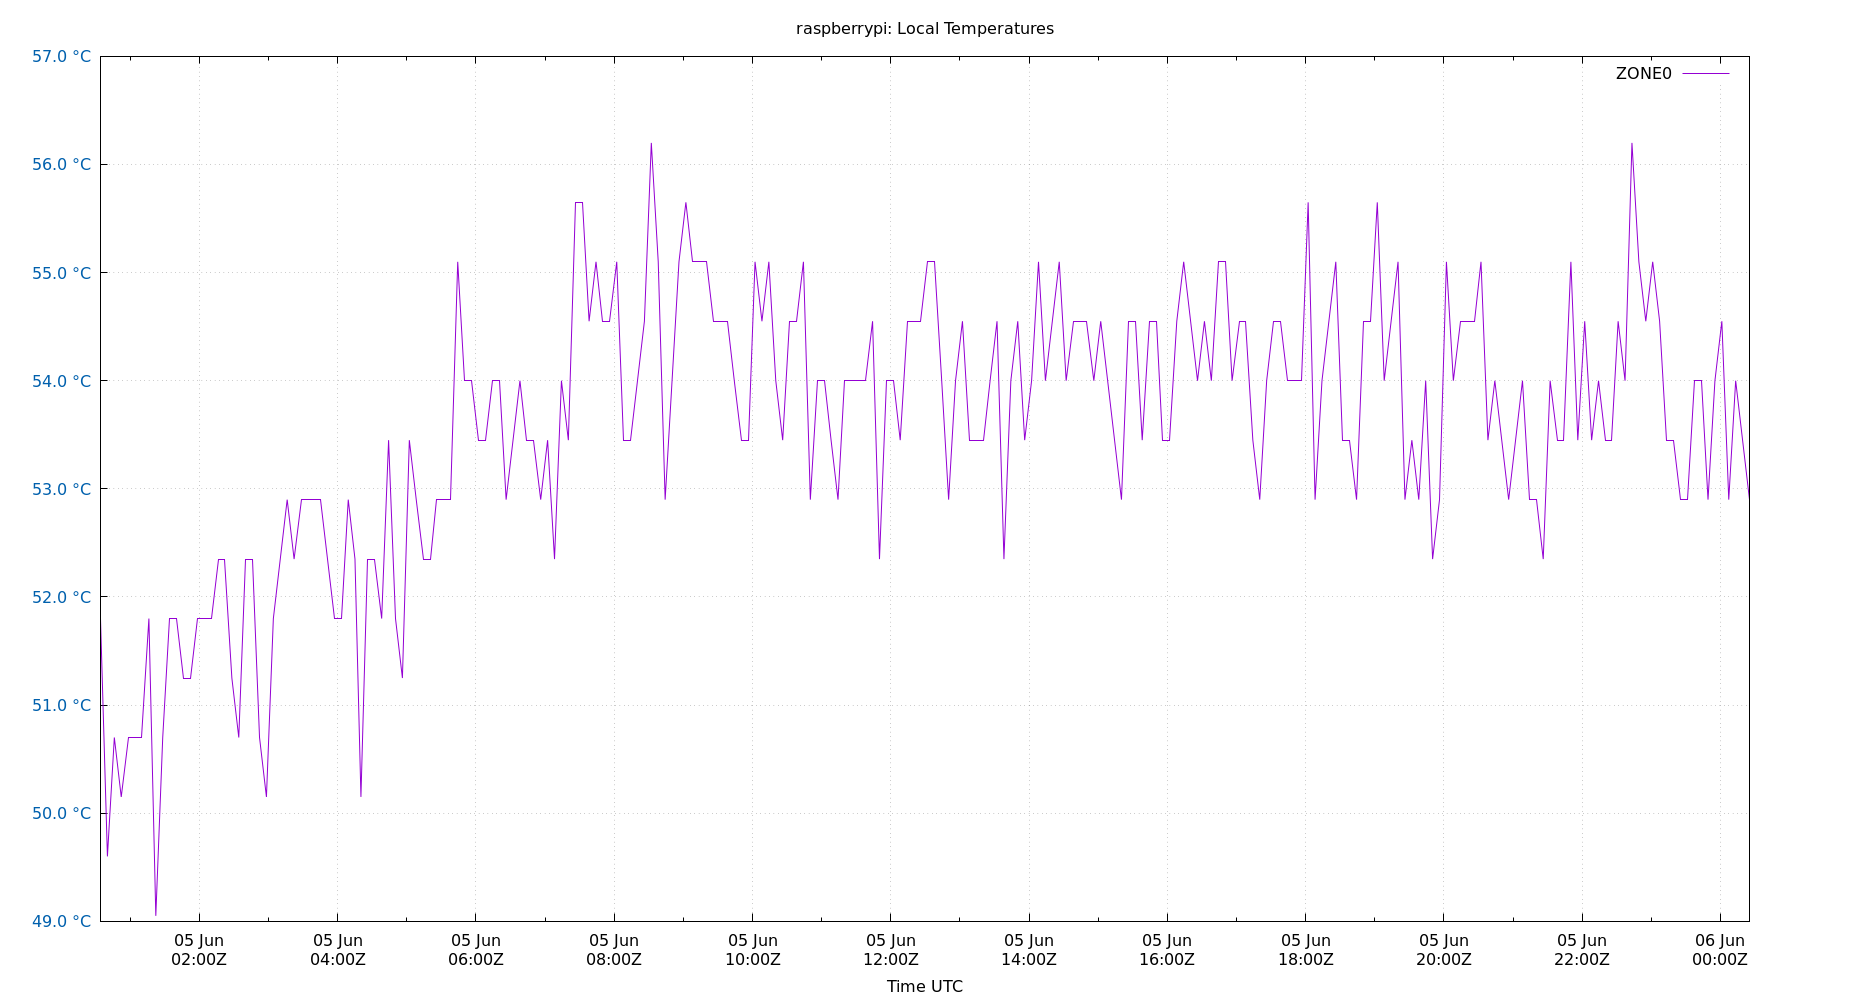 raspberrypi: Local Temperatures
57.0 °C
ZONE0
56.0 °C
55.0 °C
54.0 °C
53.0 °C
52.0 °C
51.0 °C
50.0 °C
49.0 °C
05 Jun 05 Jun 05 Jun 05 Jun 05 Jun 05 Jun 05 Jun 05 Jun 05 Jun 05 Jun 05 Jun 06 Jun
02:00Z 04:00Z 06:00Z 08:00Z 10:00Z 12:00Z 14:00Z 16:00Z 18:00Z 20:00Z 22:00Z 00:00Z
Time UTC